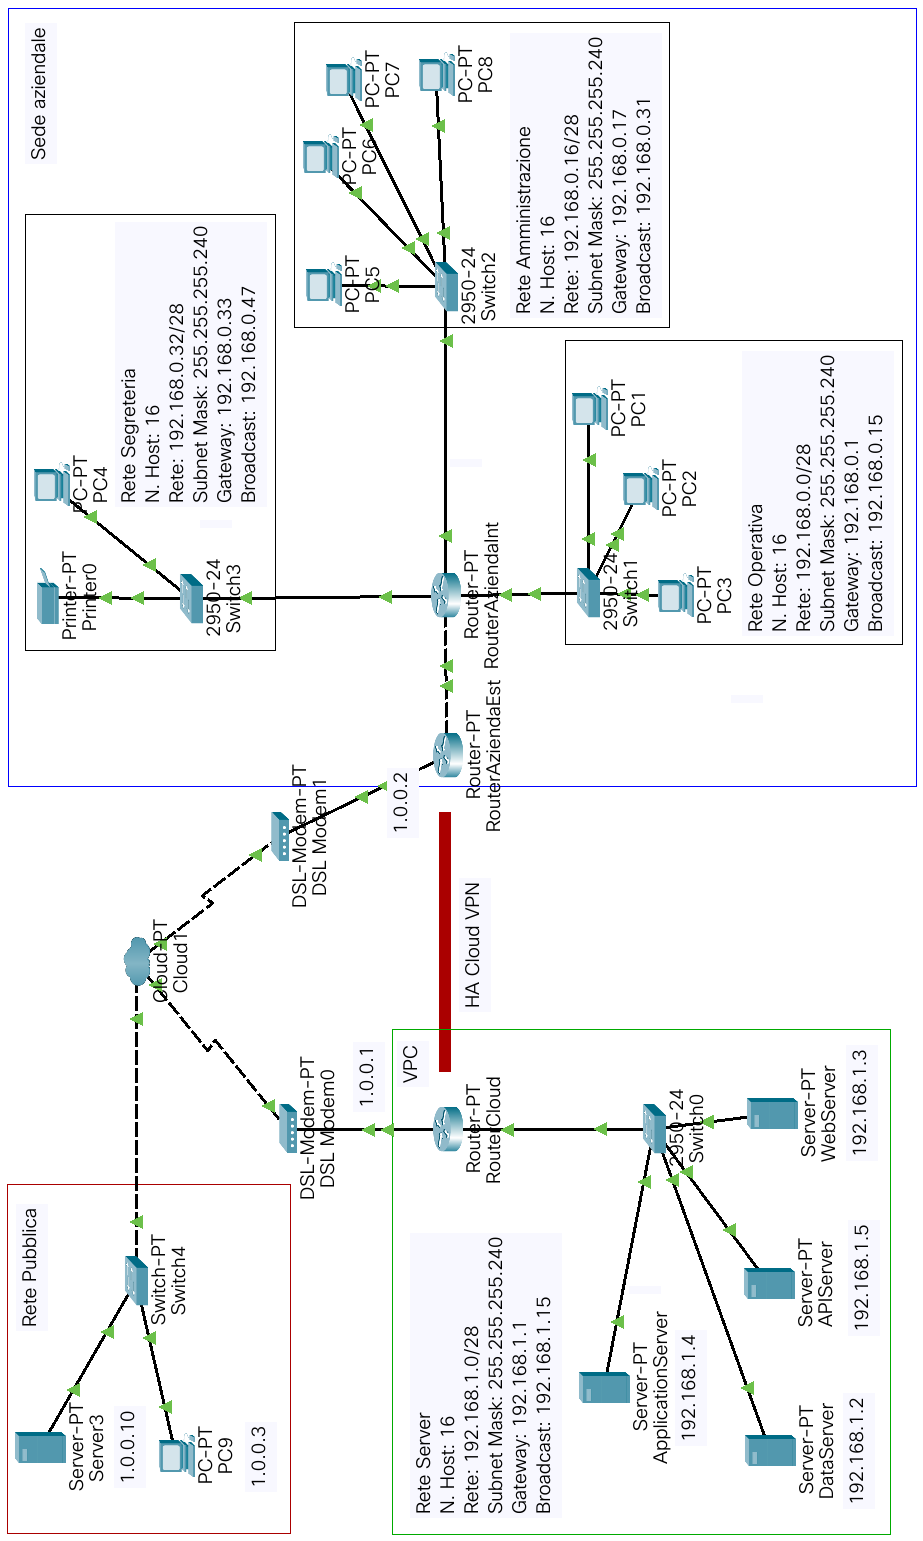 Rete Pubblica
Server-PT
Server3
1.0.0.10
PC-PT
PC9
1.0.0.3
Switch-PT
Switch4
Cloud-PT
Cloud1
DSL-Modem-PT
DSL Modem0
DSL-Modem-PT
DSL Modem1
1.0.0.1
1.0.0.2
VPC
Router-PT
RouterCloud
HA Cloud VPN
Rete Server
N. Host: 16
Rete: 192.168.1.0/28
Subnet Mask: 255.255.255.240
Gateway: 192.168.1.1
Broadcast: 192.168.1.15
2950-24
Switch0
Server-PT
ApplicationServer
192.168.1.4
Server-PT
DataServer
192.168.1.2
Server-PT
APIServer
192.168.1.5
Server-PT
WebServer
192.168.1.3
Sede aziendale
Router-PT
RouterAziendaEst
Router-PT
RouterAziendaInt
Printer-PT
Printer0
PC-PT
PC4
2950-24
Switch3
Rete Segreteria
N. Host: 16
Rete: 192.168.0.32/28
Subnet Mask: 255.255.255.240
Gateway: 192.168.0.33
Broadcast: 192.168.0.47
PC-PT
PC5
PC-PT
PC6
PC-PT
PC7
PC-PT
PC8
2950-24
Switch2
Rete Amministrazione
N. Host: 16
Rete: 192.168.0.16/28
Subnet Mask: 255.255.255.240
Gateway: 192.168.0.17
Broadcast: 192.168.0.31
2950-24
Switch1
PC-PT
PC1
PC-PT
PC2
PC-PT
PC3
Rete Operativa
N. Host: 16
Rete: 192.168.0.0/28
Subnet Mask: 255.255.255.240
Gateway: 192.168.0.1
Broadcast: 192.168.0.15